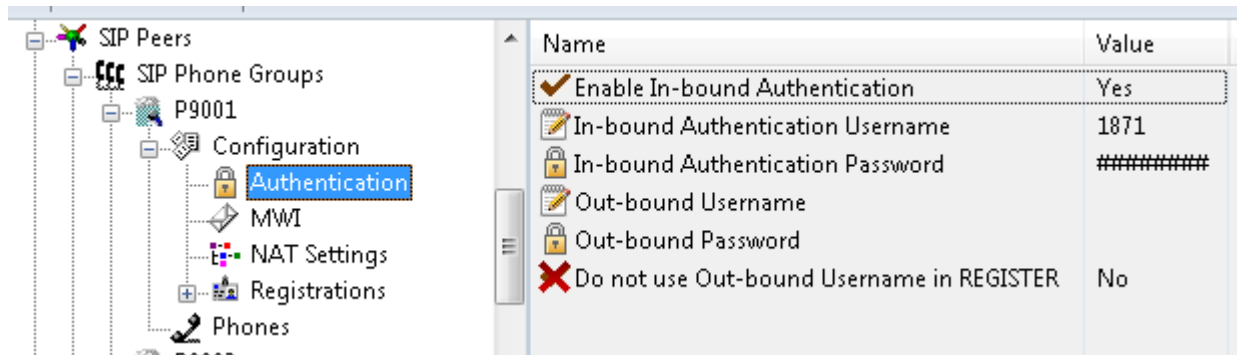 SIP Peers
SIP Phone Groups
P9001
Configuration
Authentication
MWI
NAT Settings
Registrations
Phones
Name Value
Enable In-bound Authentication Yes
In-bound Authentication Username 1871
In-bound Authentication Password ########
Out-bound Username
Out-bound Password
Do not use Out-bound Username in REGISTER No